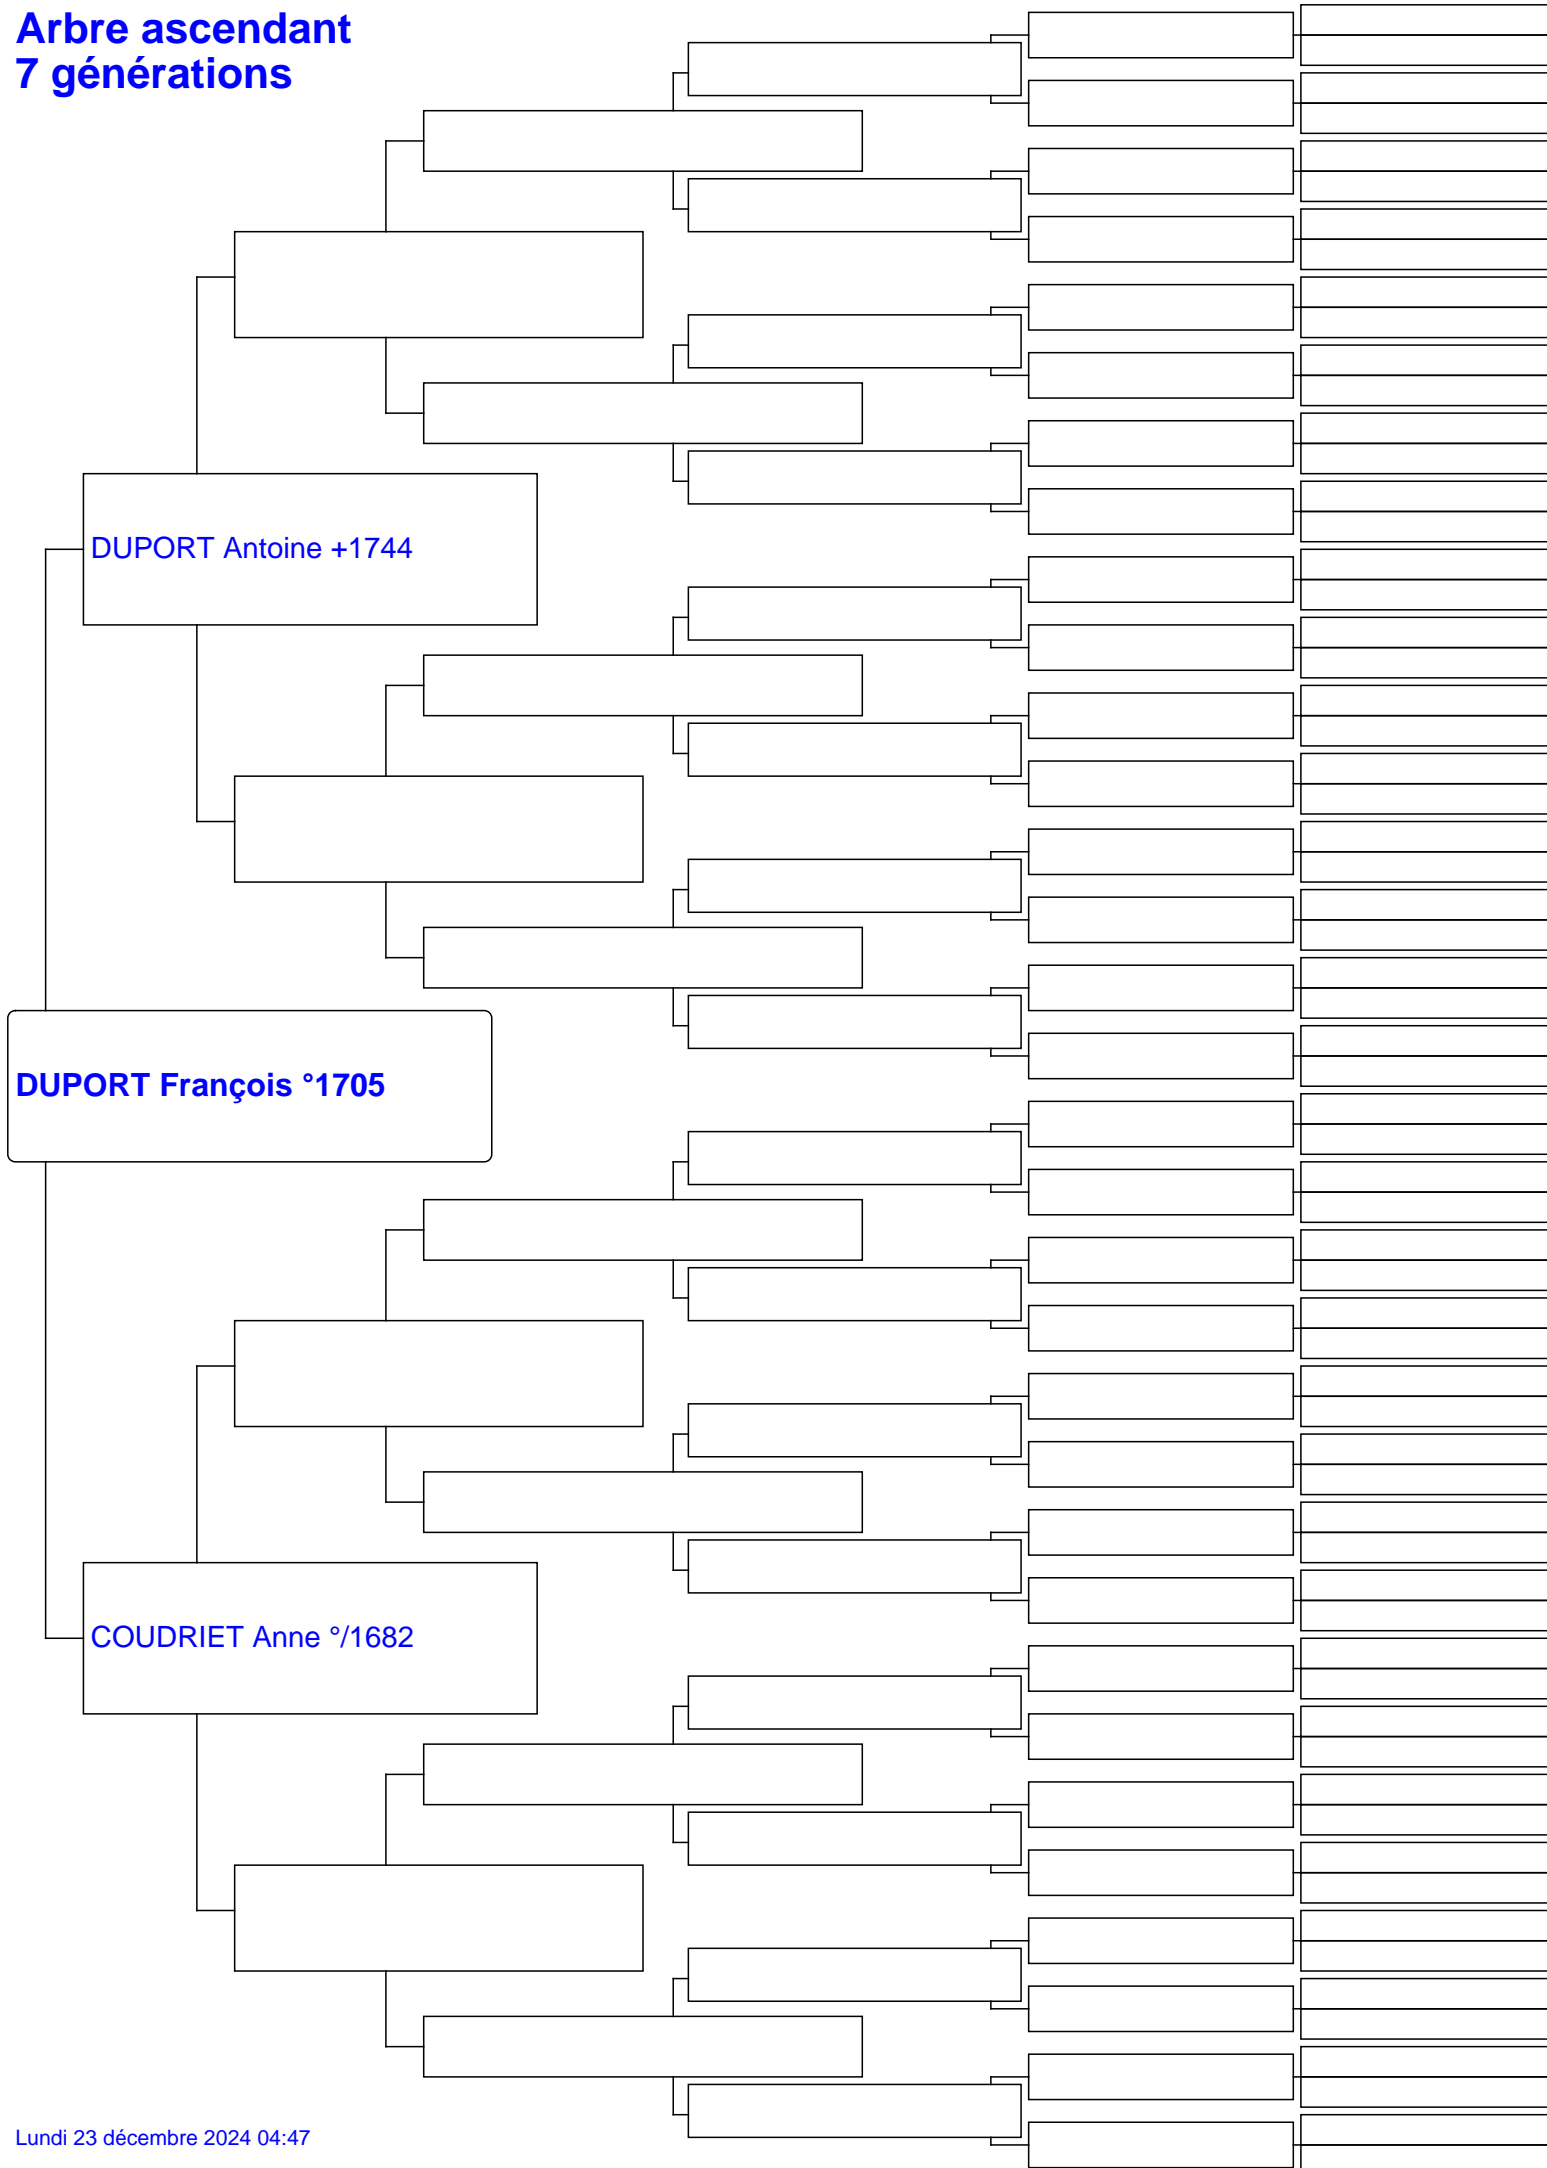 Arbre ascendant
7 générations
DUPORT Antoine +1744
DUPORT François °1705
COUDRIET Anne °/1682
Lundi 23 décembre 2024 04:47